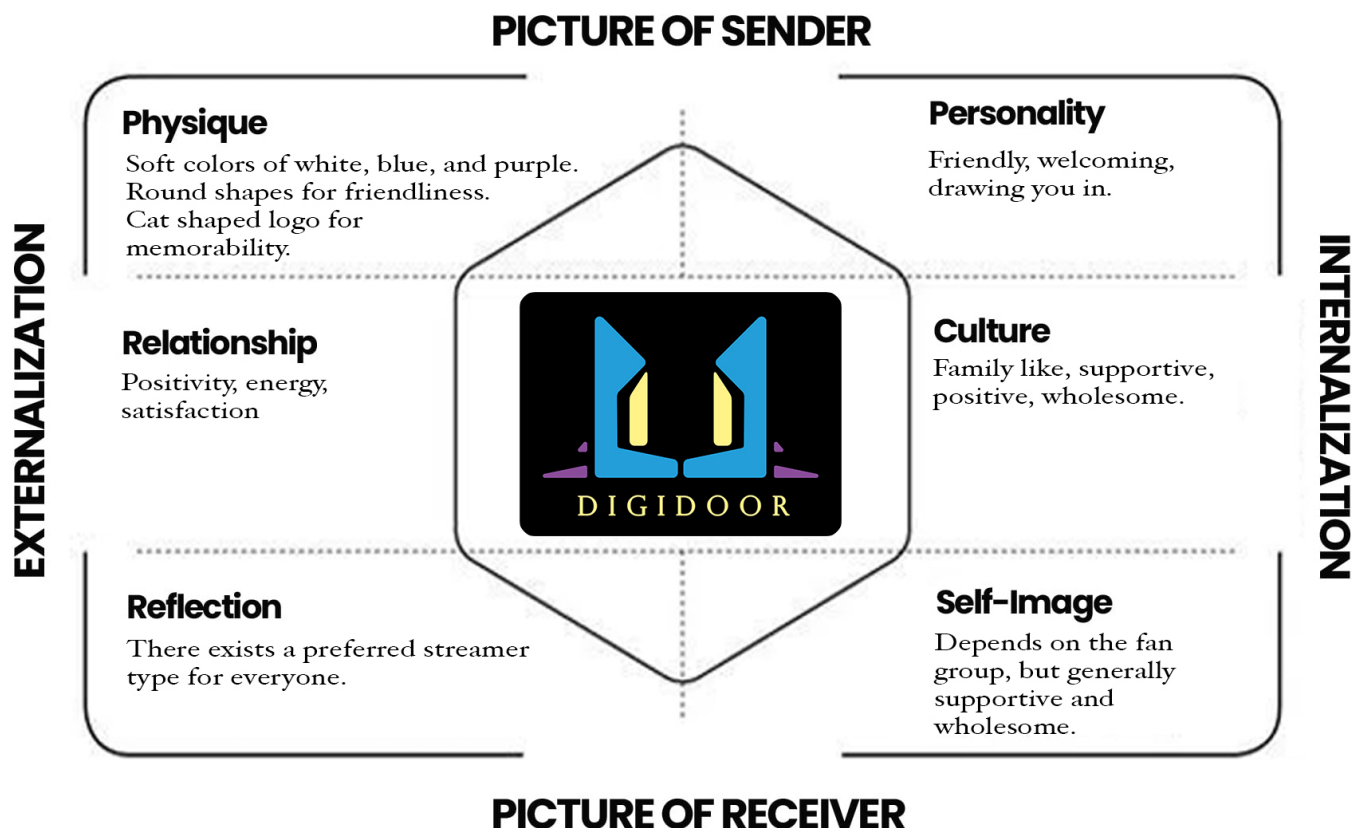 PICTURE OF SENDER
Physique
Soft colors of white, blue, and purple.
Round shapes for friendliness.
Cat shaped logo for
memorability.
Personality
Friendly, welcoming,
drawing you in.
EXTERNALIZATION
INTERNALIZATION
Relationship
Positivity, energy,
satisfaction
DIGIDOOR
Culture
Family like, supportive,
positive, wholesome.
Reflection
There exists a preferred streamer
type for everyone.
Self-Image
Depends on the fan
group, but generally
supportive and
wholesome.
PICTURE OF RECEIVER